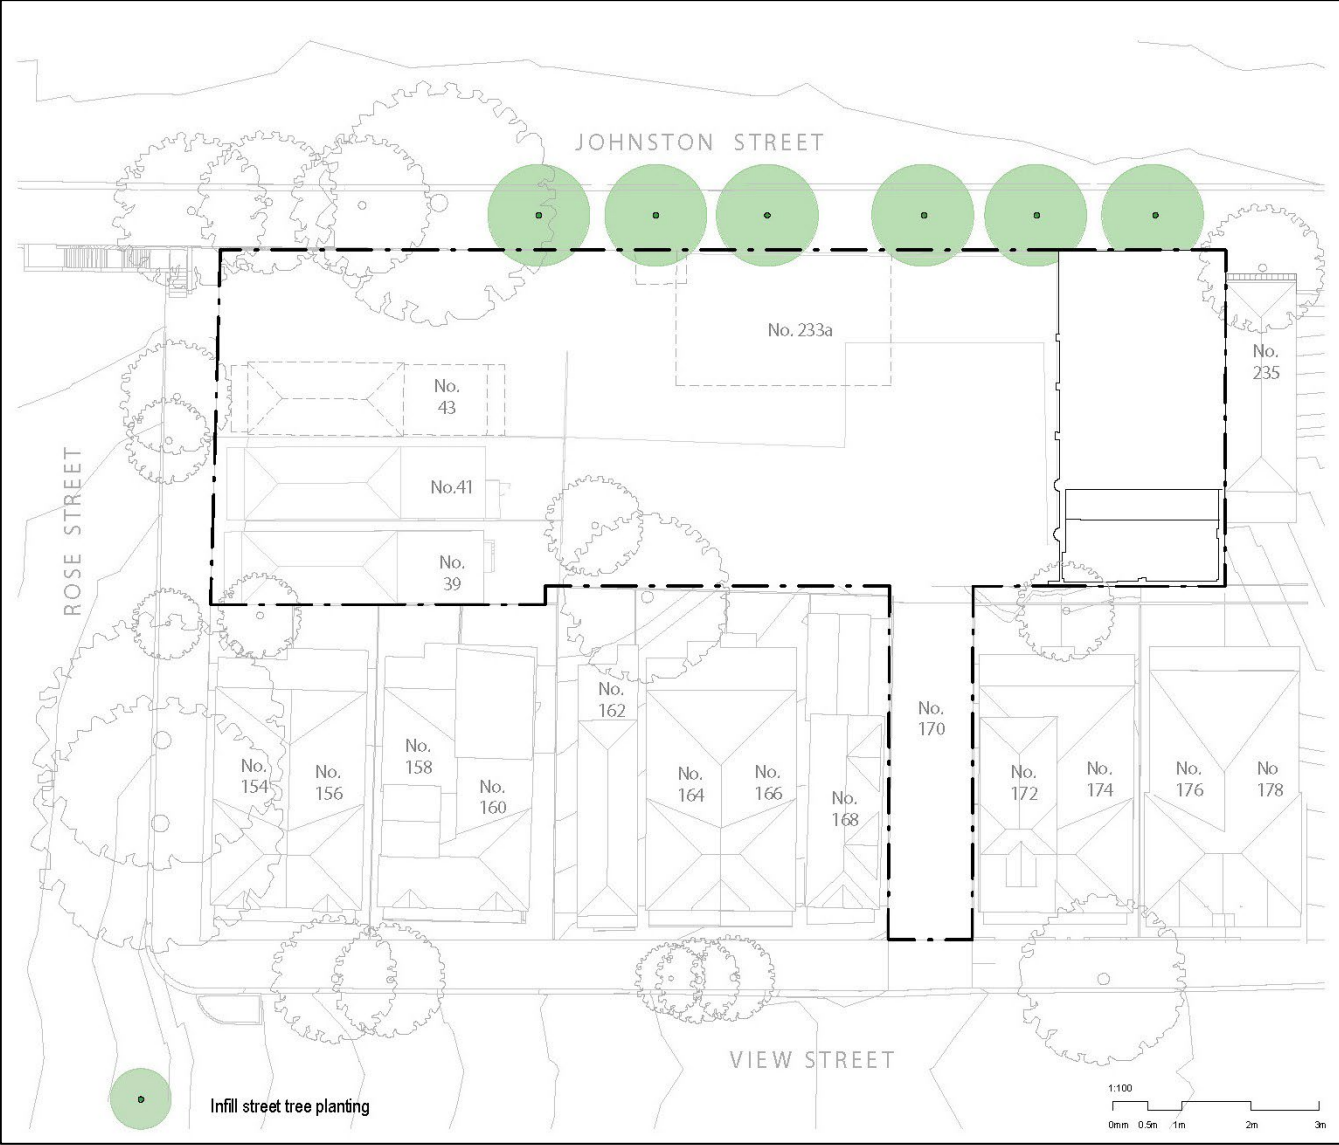 JOHNSTON STREET
No. 233a
No.
235
No.
43
No.41
No.
39
ROSE STREET
No.
154
No.
156
No.
158
No.
160
No.
162
No.
164
No.
166
No.
168
No.
170
No.
172
No.
174
No.
176
No
178
VIEW STREET
Infill street tree planting
1:100
0mm 0.5m 1m 2m 3m